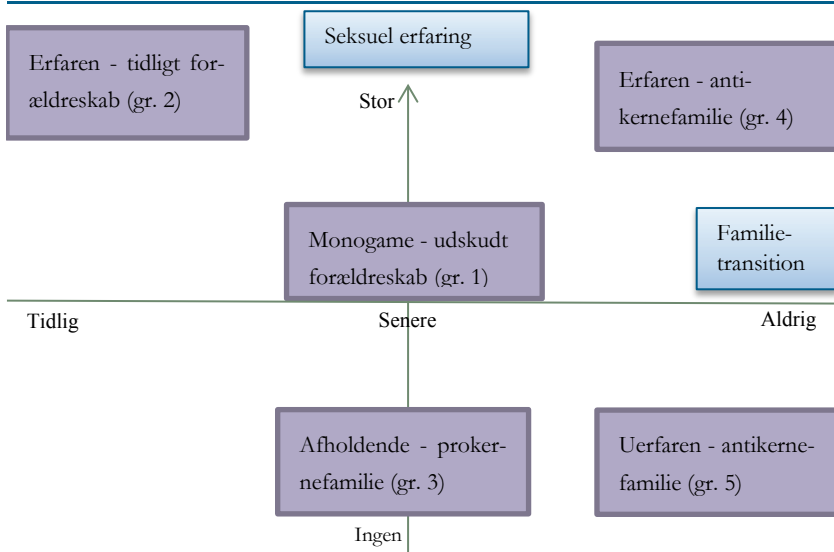 Seksuel erfaring
Erfaren - tidligt for-
ældreskab (gr. 2)
Erfaren - anti-
kernefamilie (gr. 4)
Stor
Monogame - udskudt
forældreskab (gr. 1)
Familie-
transition
Tidlig
Senere
Aldrig
Afholdende - proker-
nefamilie (gr. 3)
Uerfaren - antikerne-
familie (gr. 5)
Ingen